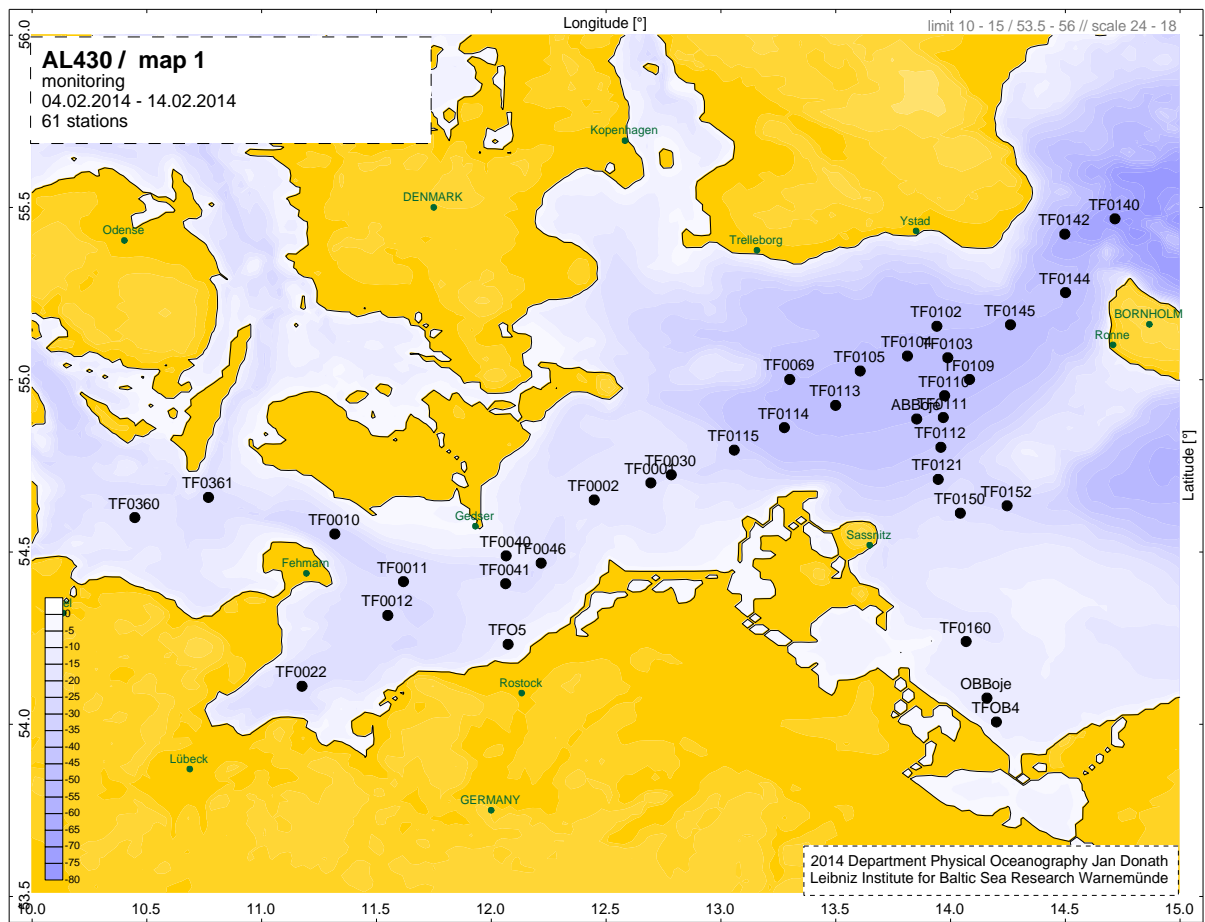 Longitude [°]
limit 10 - 15 / 53.5 - 56 // scale 24 - 18
56.0
AL430 / map 1
monitoring
04.02.2014 - 14.02.2014
61 stations
Kopenhagen
DENMARK
55.5
Odense
Ystad
Trelleborg
TF0140
TF0142
TF0144
BORNHOLM
Ronne
TF0102
TF0145
TF0104
TF0103
TF0105
TF0109
TF0069
55.0
TF0110
TF0113
ABBoje
TF0111
TF0114
TF0112
TF0115
Latitude [°]
TF0030
TF0001
TF0121
TF0002
TF0152
TF0150
TF0361
TF0360
TF0010
Gedser
Sassnitz
54.5
TF0040
TF0046
TF0011
TF0041
Fehmarn
TF0012
TFO5
TF0160
TF0022
Rostock
OBBoje
TFOB4
54.0
Lübeck
GERMANY
el
0
-5
-10
-15
-20
-25
-30
-35
-40
-45
-50
-55
-60
-65
-70
-75
-80
2014 Department Physical Oceanography Jan Donath
Leibniz Institute for Baltic Sea Research Warnemünde
53.5
10.0 10.5 11.0 11.5 12.0 12.5 13.0 13.5 14.0 14.5 15.0